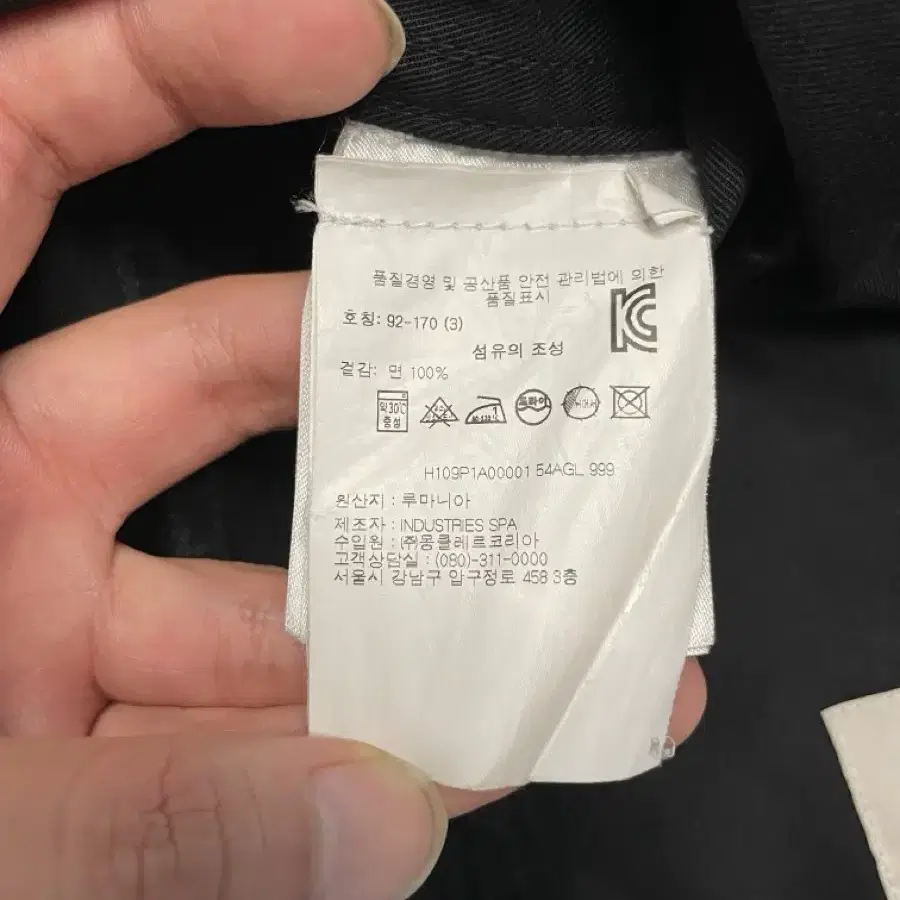 품질경영 및 공산품 안전 관리법에 의한
품질표시
호칭: 92-170 (3)
섬유의 조성
겉감: 면 100%
약30℃
중성
드라이
H109P1A00001 54AGL 999
원산지 : 루마니아
제조자 : INDUSTRIES SPA
수입원 : ㈜몽클레르코리아
고객상담실 : (080)-311-0000
서울시 강남구 압구정로 458 3층